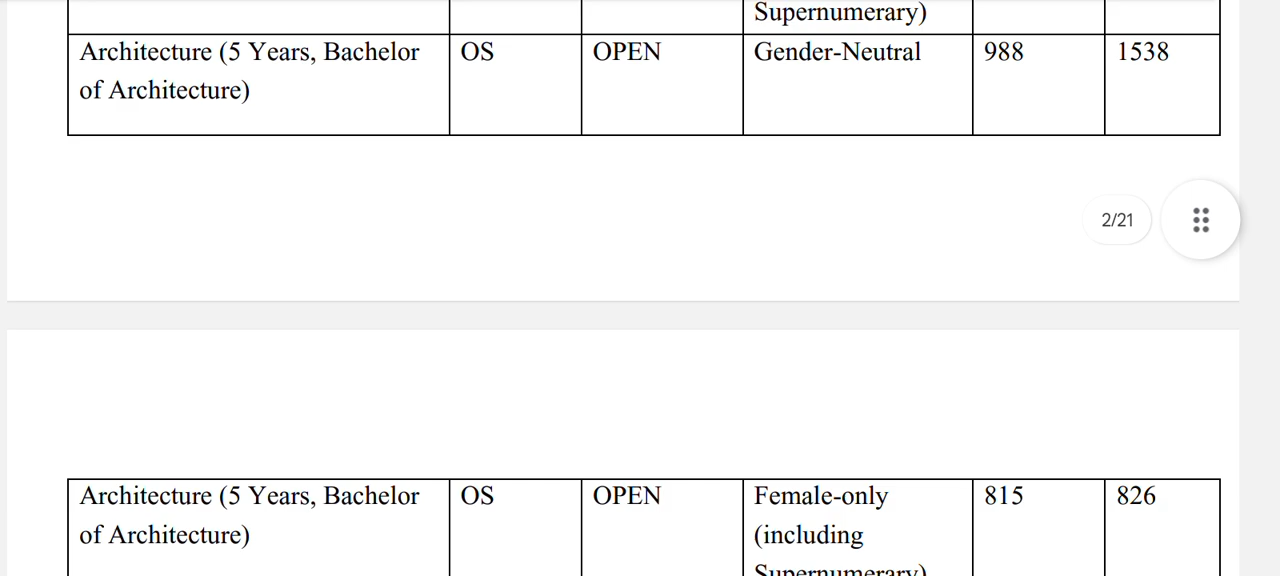 Supernumerary)
Architecture (5 Years, Bachelor OS OPEN Gender-Neutral 988 1538
of Architecture)
2/21
Architecture (5 Years, Bachelor OS OPEN Female-only 815 826
of Architecture) (including
Supernumerary)